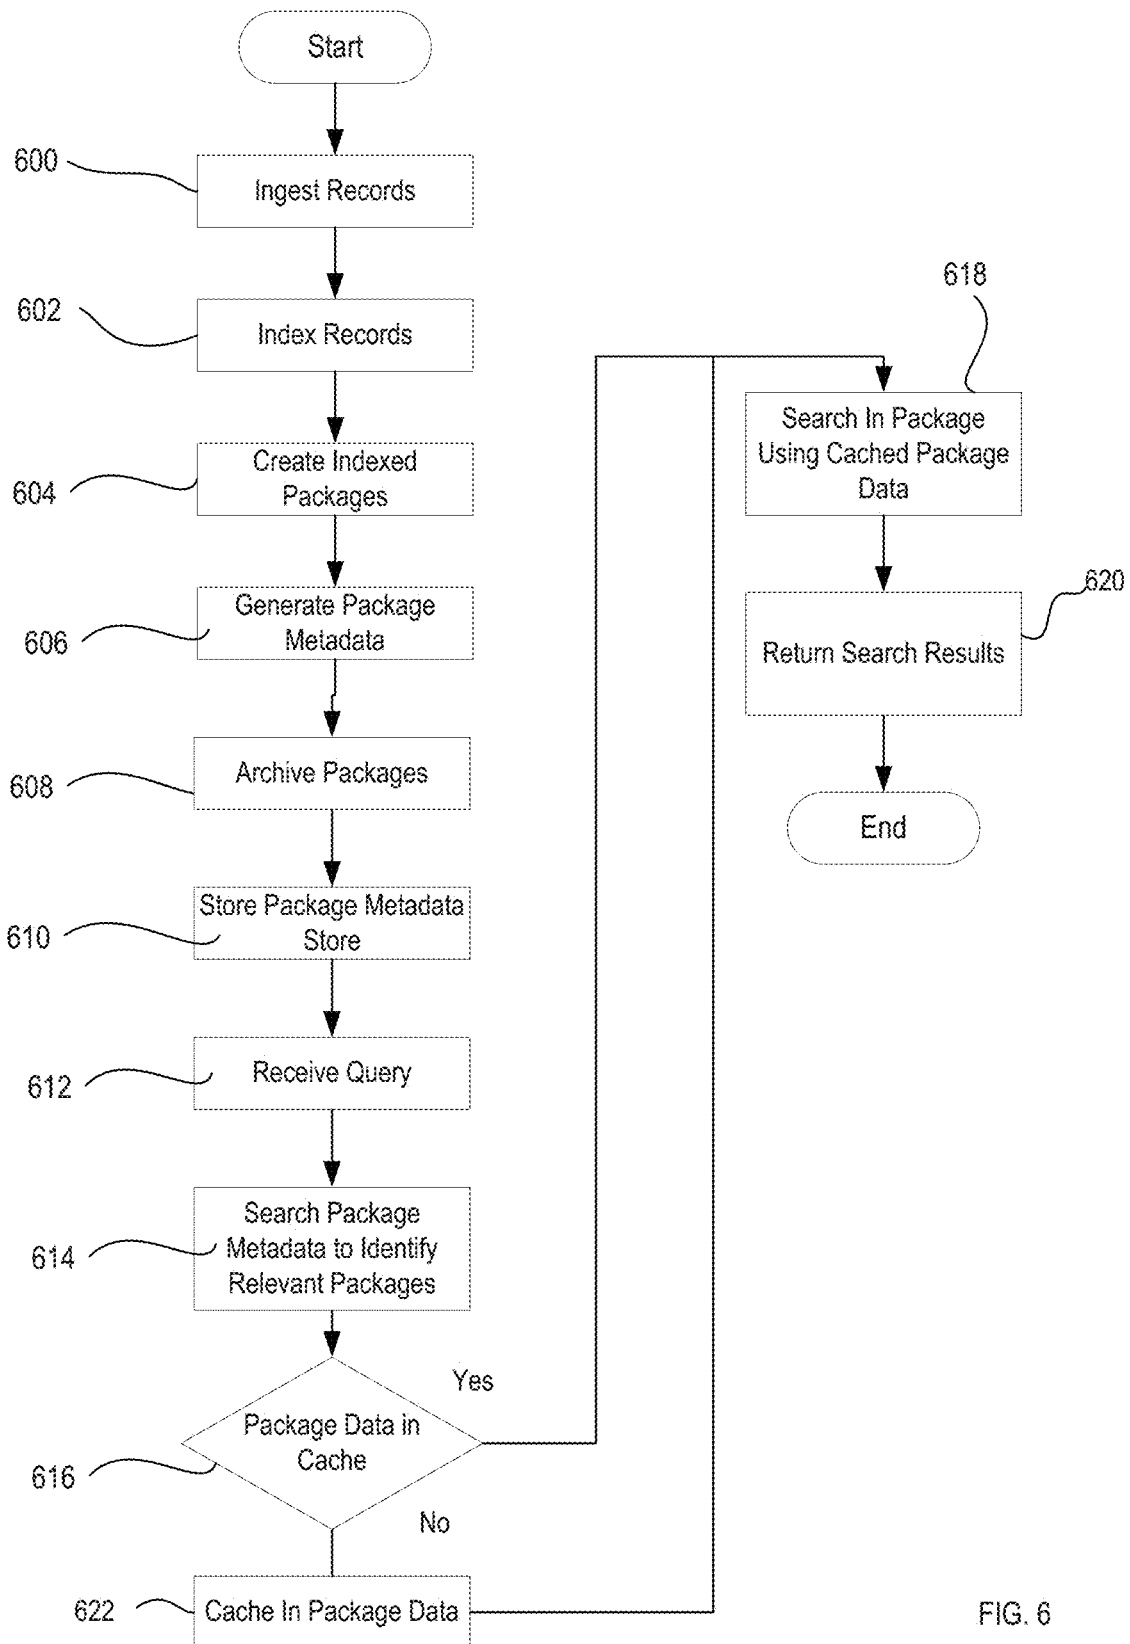 Start
600
Ingest Records
602
Index Records
604
Create Indexed
Packages
606
Generate Package
Metadata
608
Archive Packages
610
Store Package Metadata
Store
612
Receive Query
614
Search Package
Metadata to Identify
Relevant Packages
616
Package Data in
Cache
Yes
No
622
Cache In Package Data
618
Search In Package
Using Cached Package
Data
620
Return Search Results
End
FIG. 6